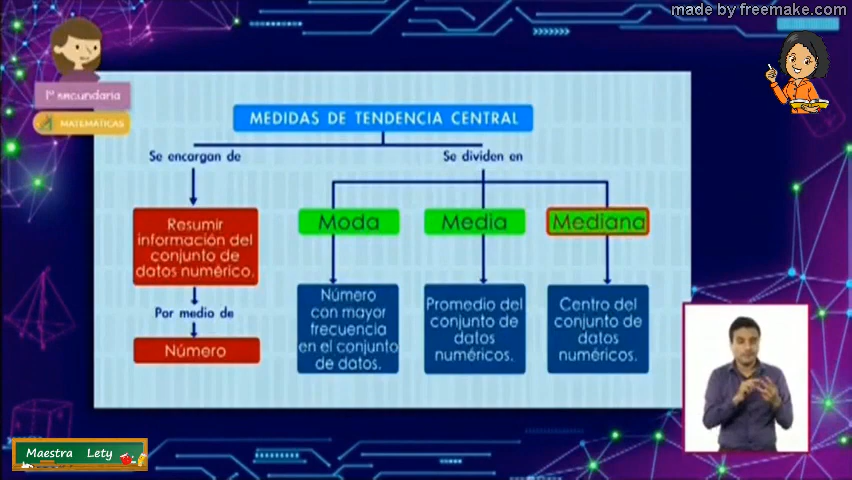 made by freemake.com
1º secundaria
MATEMÁTICAS
MEDIDAS DE TENDENCIA CENTRAL
Se encargan de
Se dividen en
Resumir
información del
conjunto de
datos numérico.
Por medio de
Número
Moda
Media
Mediana
Número
con mayor
frecuencia
en el conjunto
de datos.
Promedio del
conjunto de
datos
numéricos.
Centro del
conjunto de
datos
numéricos.
Maestra Lety